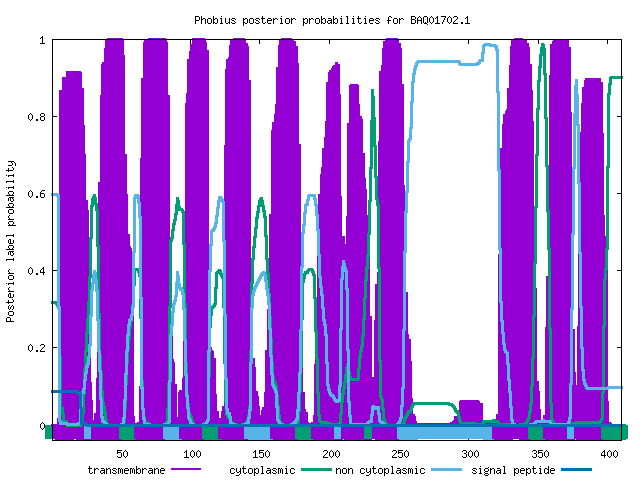 Phobius posterior probabilities for BAQ01702.1
Posterior label probability
1
0.8
0.6
0.4
0.2
0
50 100 150 200 250 300 350 400
transmembrane cytoplasmic non cytoplasmic signal peptide